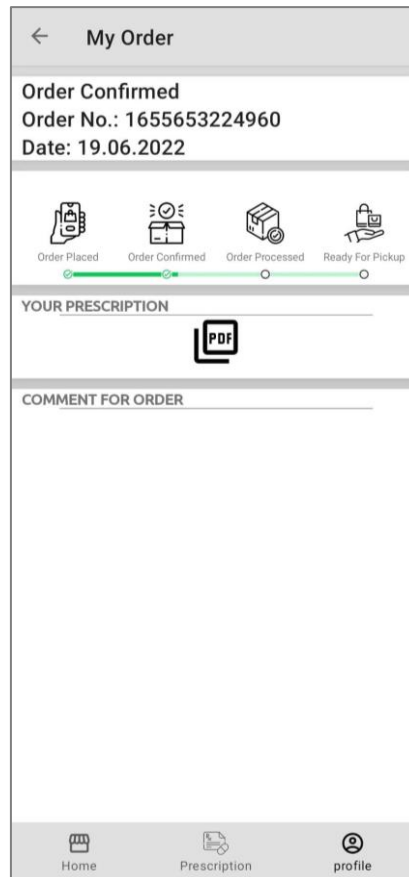 My Order
Order Confirmed
Order No.: 1655653224960
Date: 19.06.2022
Order Placed Order Confirmed Order Processed Ready For Pickup
YOUR PRESCRIPTION
PDF
COMMENT FOR ORDER
Home Prescription profile